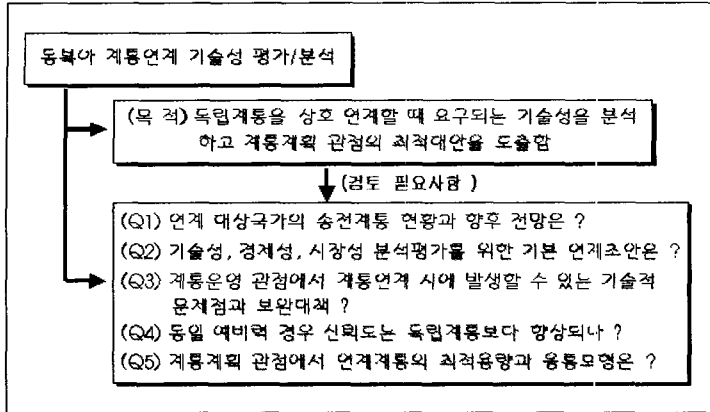 동북아 계통연계 기술성 평가/분석
(목 적) 독립계통을 상호 연계할 때 요구되는 기술성을 분석
하고 계통계획 관점의 최적대안을 도출함
(검토 필요사항 )
(Q1) 연계 대상국가의 송전계통 현황과 향후 전망은 ?
(Q2) 기술성, 경제성, 시장성 분석평가를 위한 기본 연계초안은 ?
(Q3) 계통운영 관점에서 계통연계 시에 발생할 수 있는 기술적
문제점과 보완대책 ?
(Q4) 동일 예비력 경우 신뢰도는 독립계통보다 향상되나 ?
(Q5) 계통계획 관점에서 연계계통의 최적용량과 융통모형은 ?